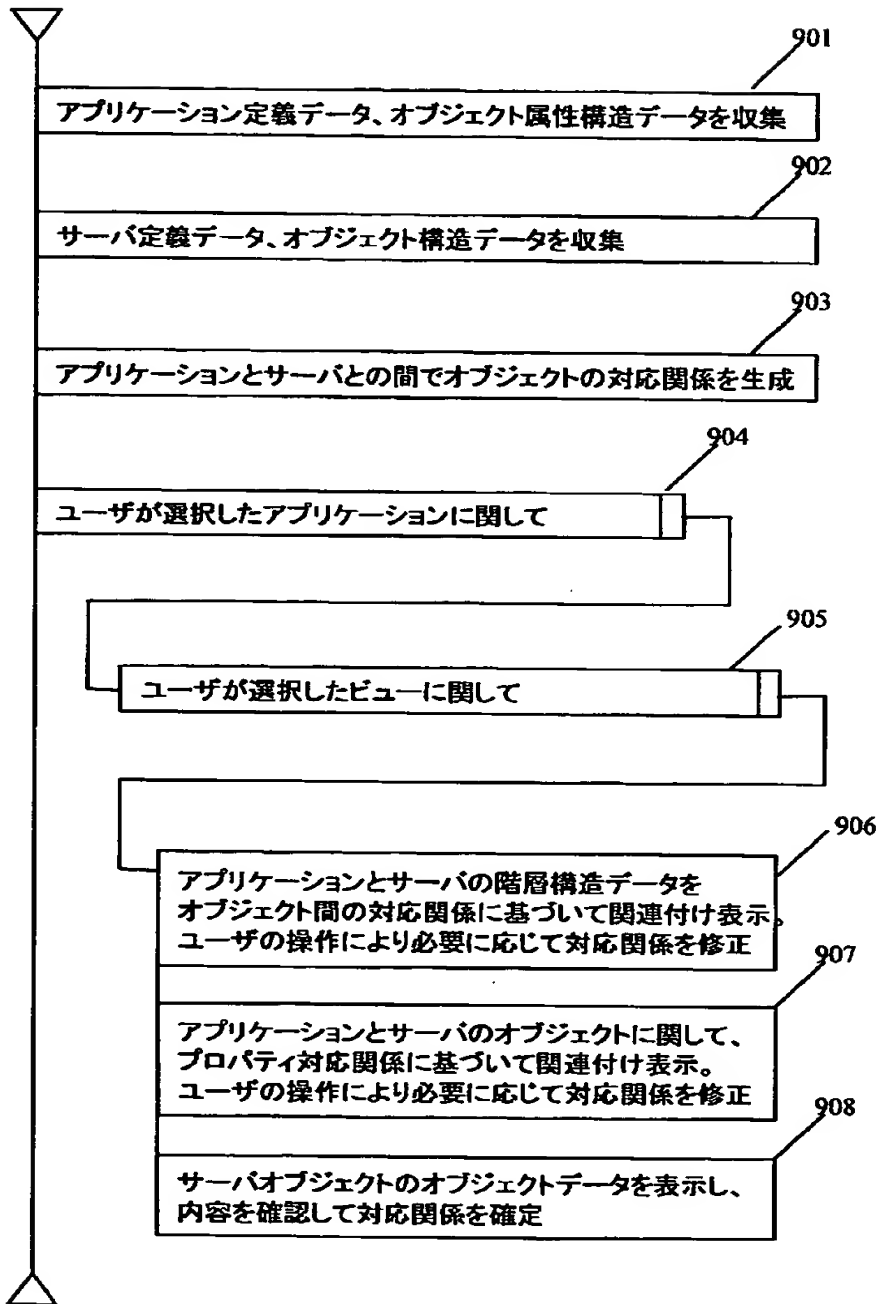 901
アプリケーション定義データ、オブジェクト属性構造データを収集
902
サーバ定義データ、オブジェクト構造データを収集
903
アプリケーションとサーバとの間でオブジェクトの対応関係を生成
904
ユーザが選択したアプリケーションに関して
905
ユーザが選択したビューに関して
906
アプリケーションとサーバの階層構造データを
オブジェクト間の対応関係に基づいて関連付け表示。
ユーザの操作により必要に応じて対応関係を修正
907
アプリケーションとサーバのオブジェクトに関して、
プロパティ対応関係に基づいて関連付け表示。
ユーザの操作により必要に応じて対応関係を修正
908
サーバオブジェクトのオブジェクトデータを表示し、
内容を確認して対応関係を確定